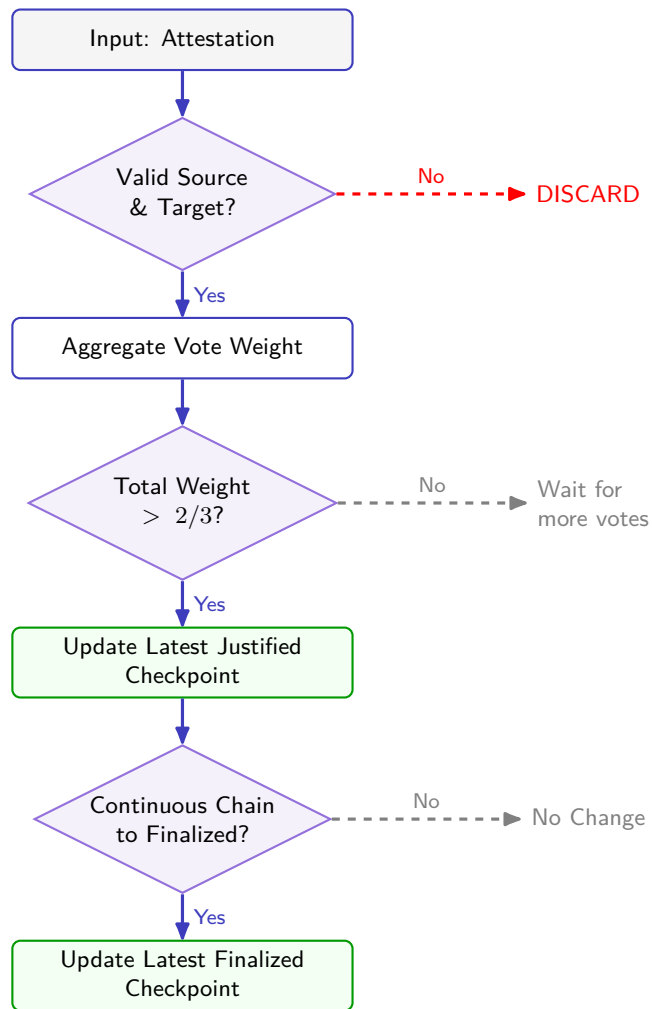 Input: Attestation
Valid Source
& Target?
No
DISCARD
Yes
Aggregate Vote Weight
Total Weight
> 2/3?
No
Wait for
more votes
Yes
Update Latest Justified
Checkpoint
Continuous Chain
to Finalized?
No
No Change
Yes
Update Latest Finalized
Checkpoint